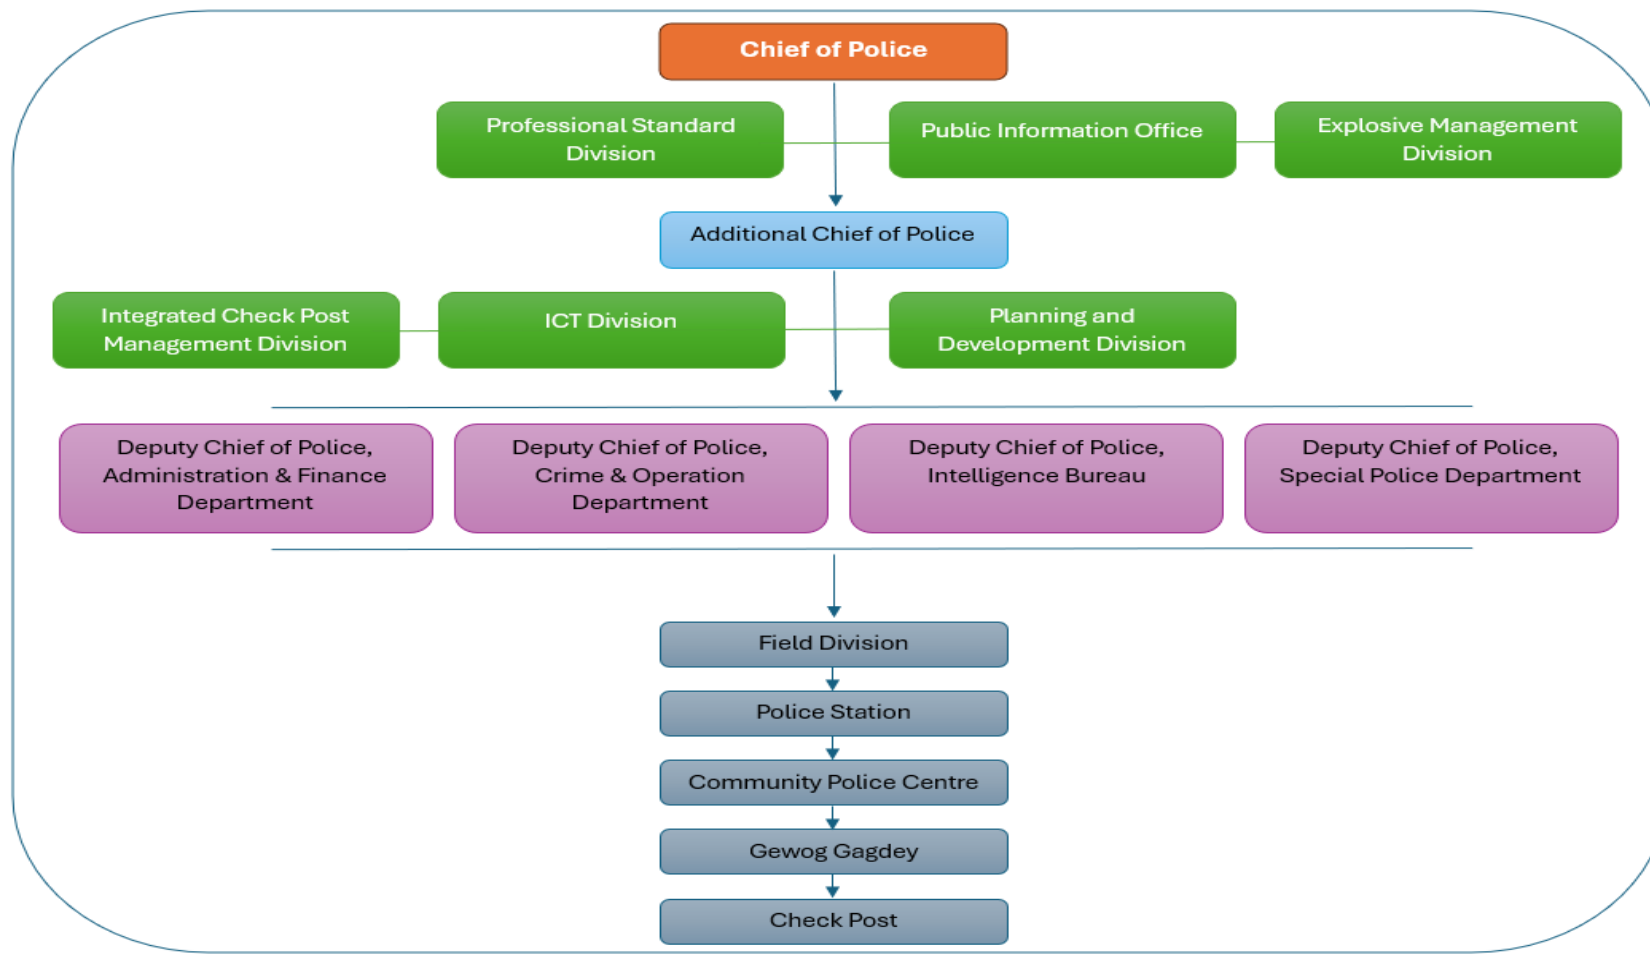 Chief of Police
Professional Standard
Division
Public Information Office
Explosive Management
Division
Additional Chief of Police
Integrated Check Post
Management Division
ICT Division
Planning and
Development Division
Deputy Chief of Police,
Administration & Finance
Department
Deputy Chief of Police,
Crime & Operation
Department
Deputy Chief of Police,
Intelligence Bureau
Deputy Chief of Police,
Special Police Department
Field Division
Police Station
Community Police Centre
Gewog Gagdey
Check Post